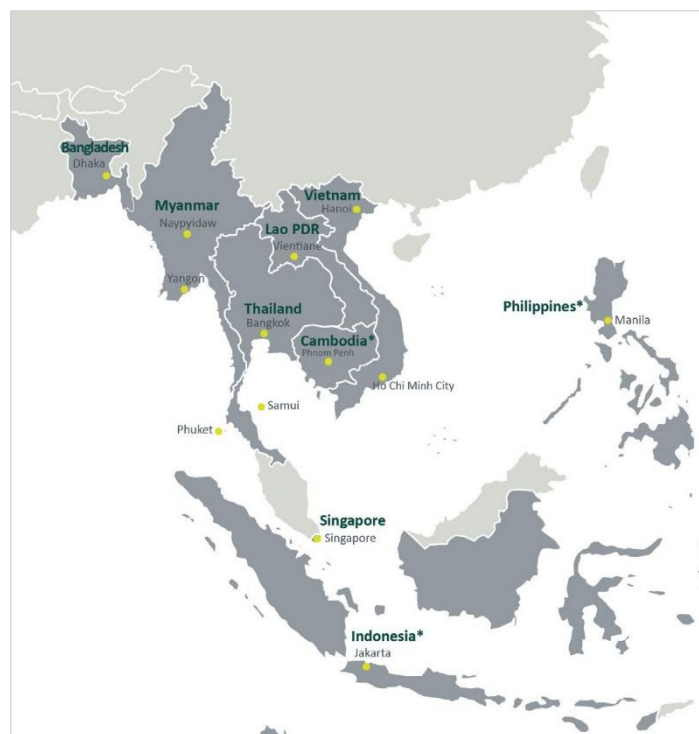 Bangladesh
Dhaka
Myanmar
Naypyidaw
Yangon
Vietnam
Hanoi
Lao PDR
Vientiane
Thailand
Bangkok
Cambodia*
Phnom Penh
Ho Chi Minh City
Philippines*
Manila
Samui
Phuket
Singapore
Singapore
Indonesia*
Jakarta